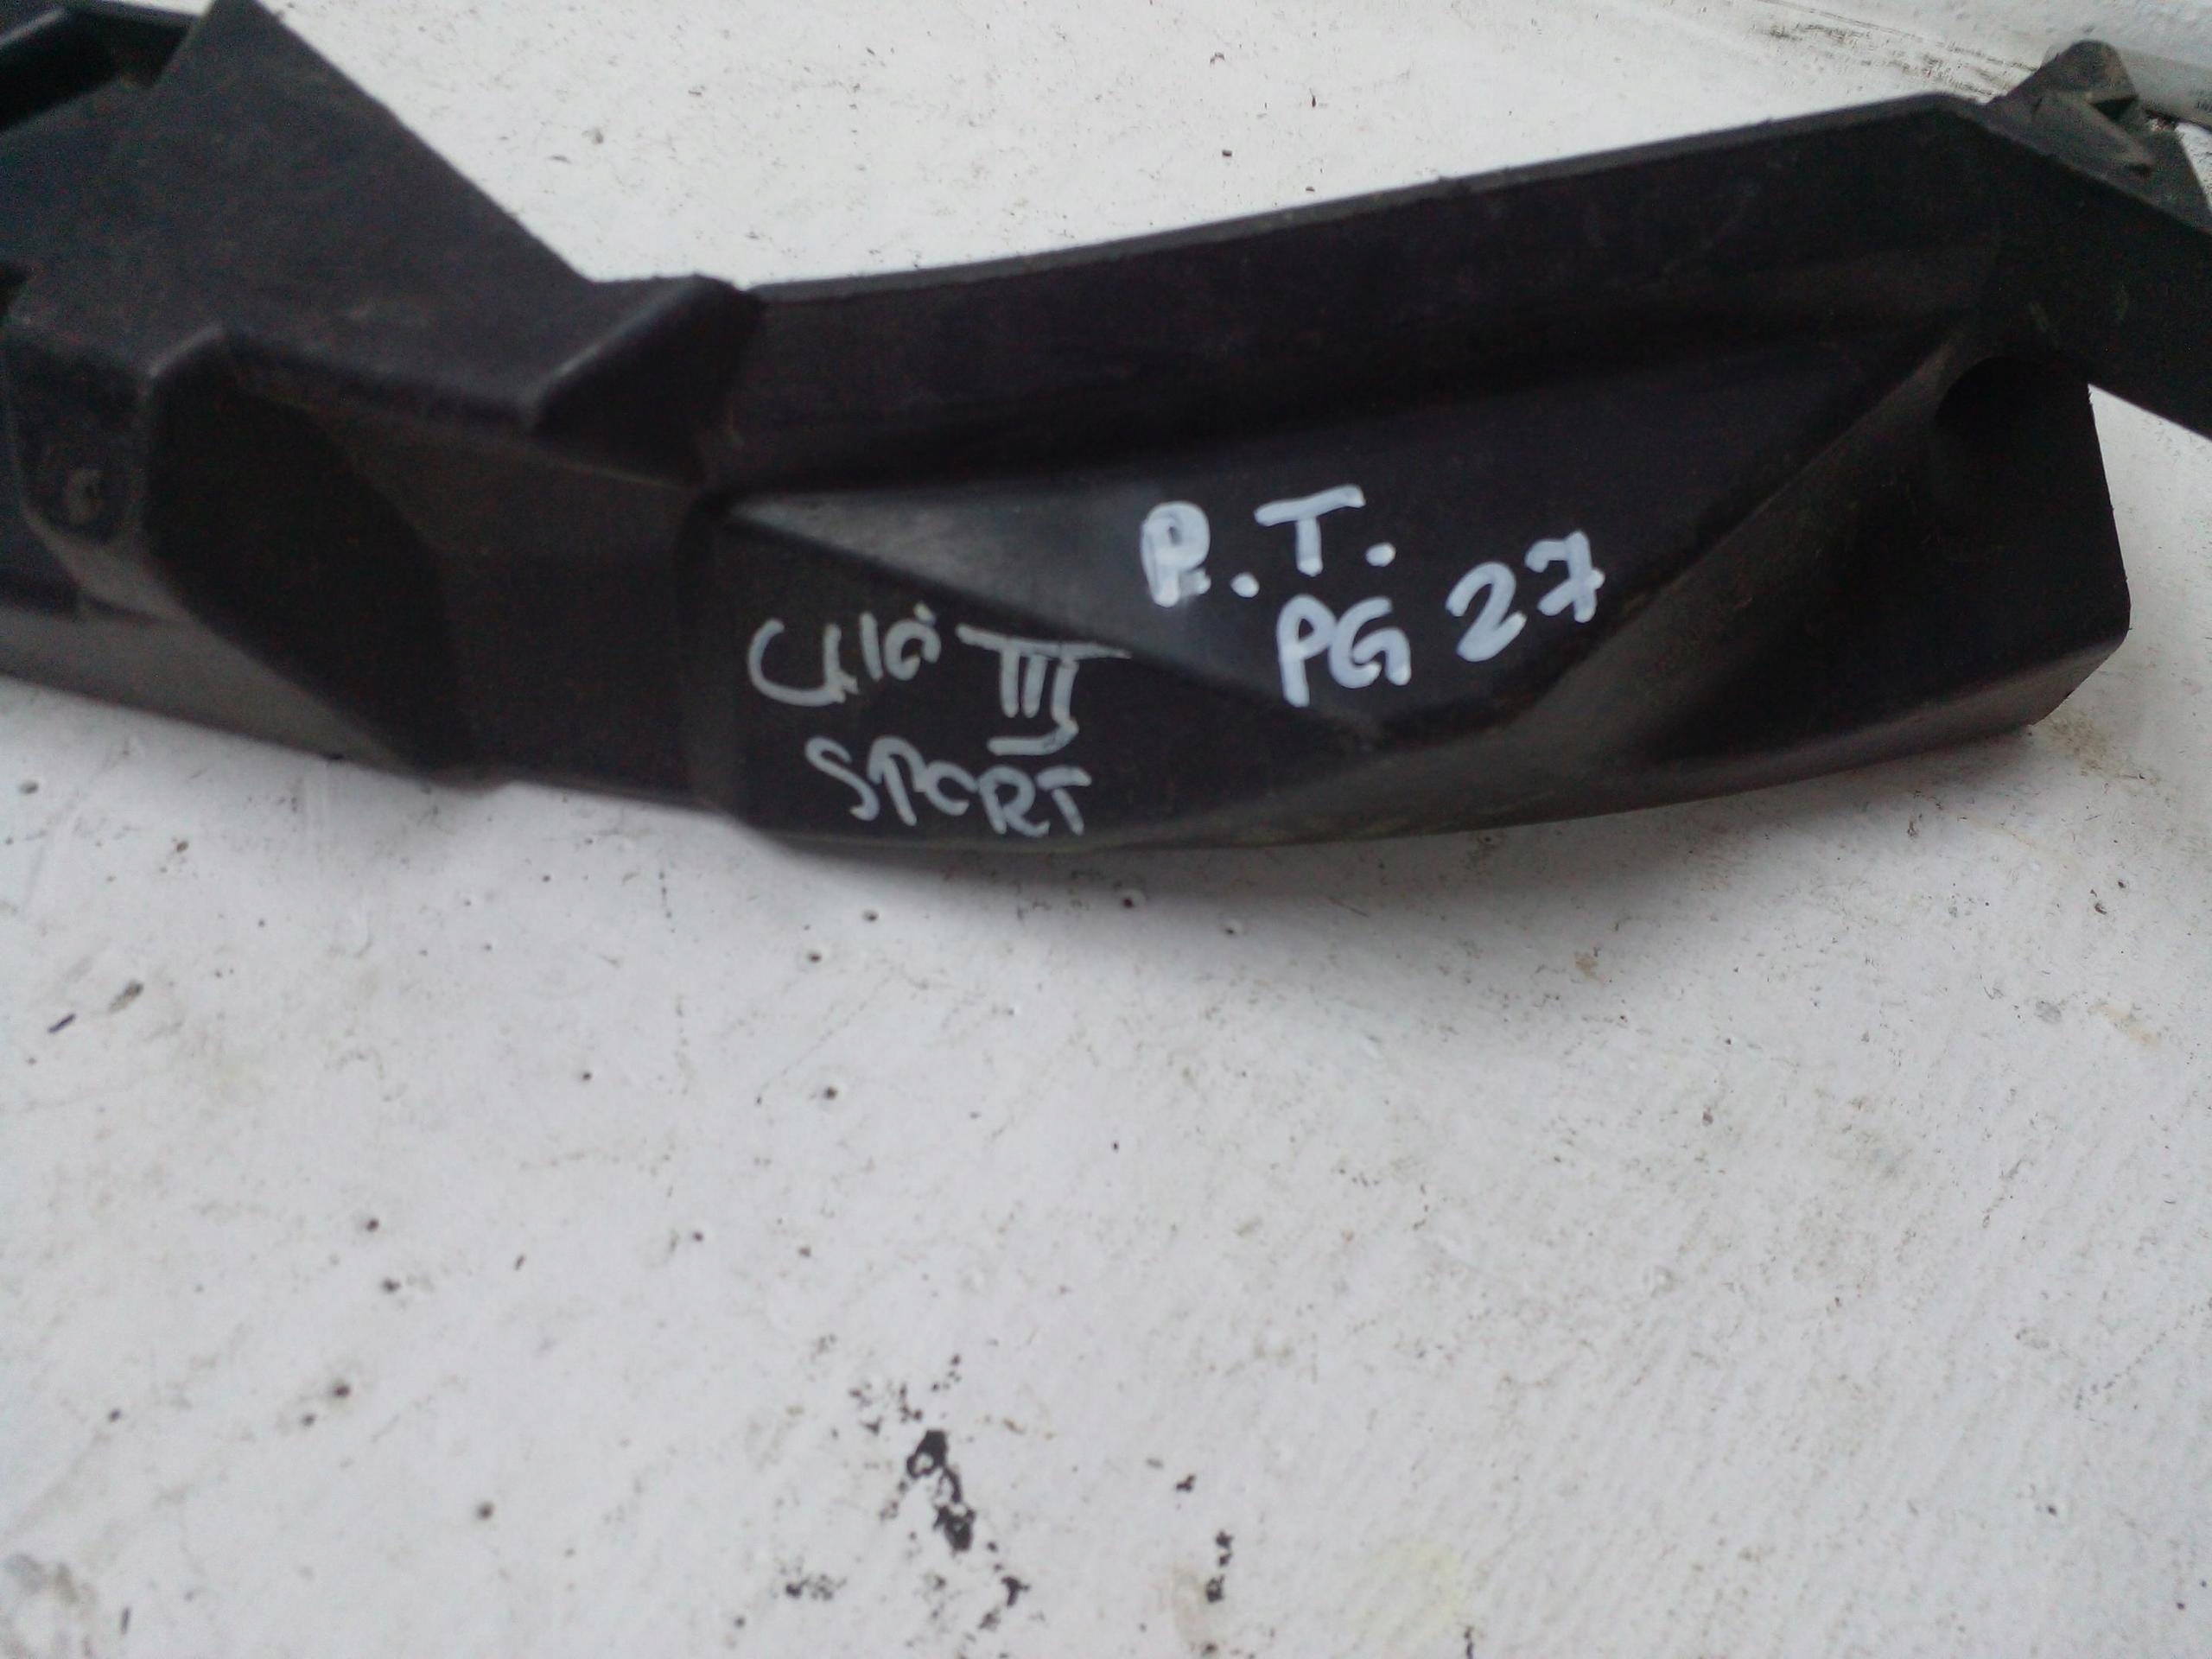 R.T.
PG 27
CLIO III
SPORT